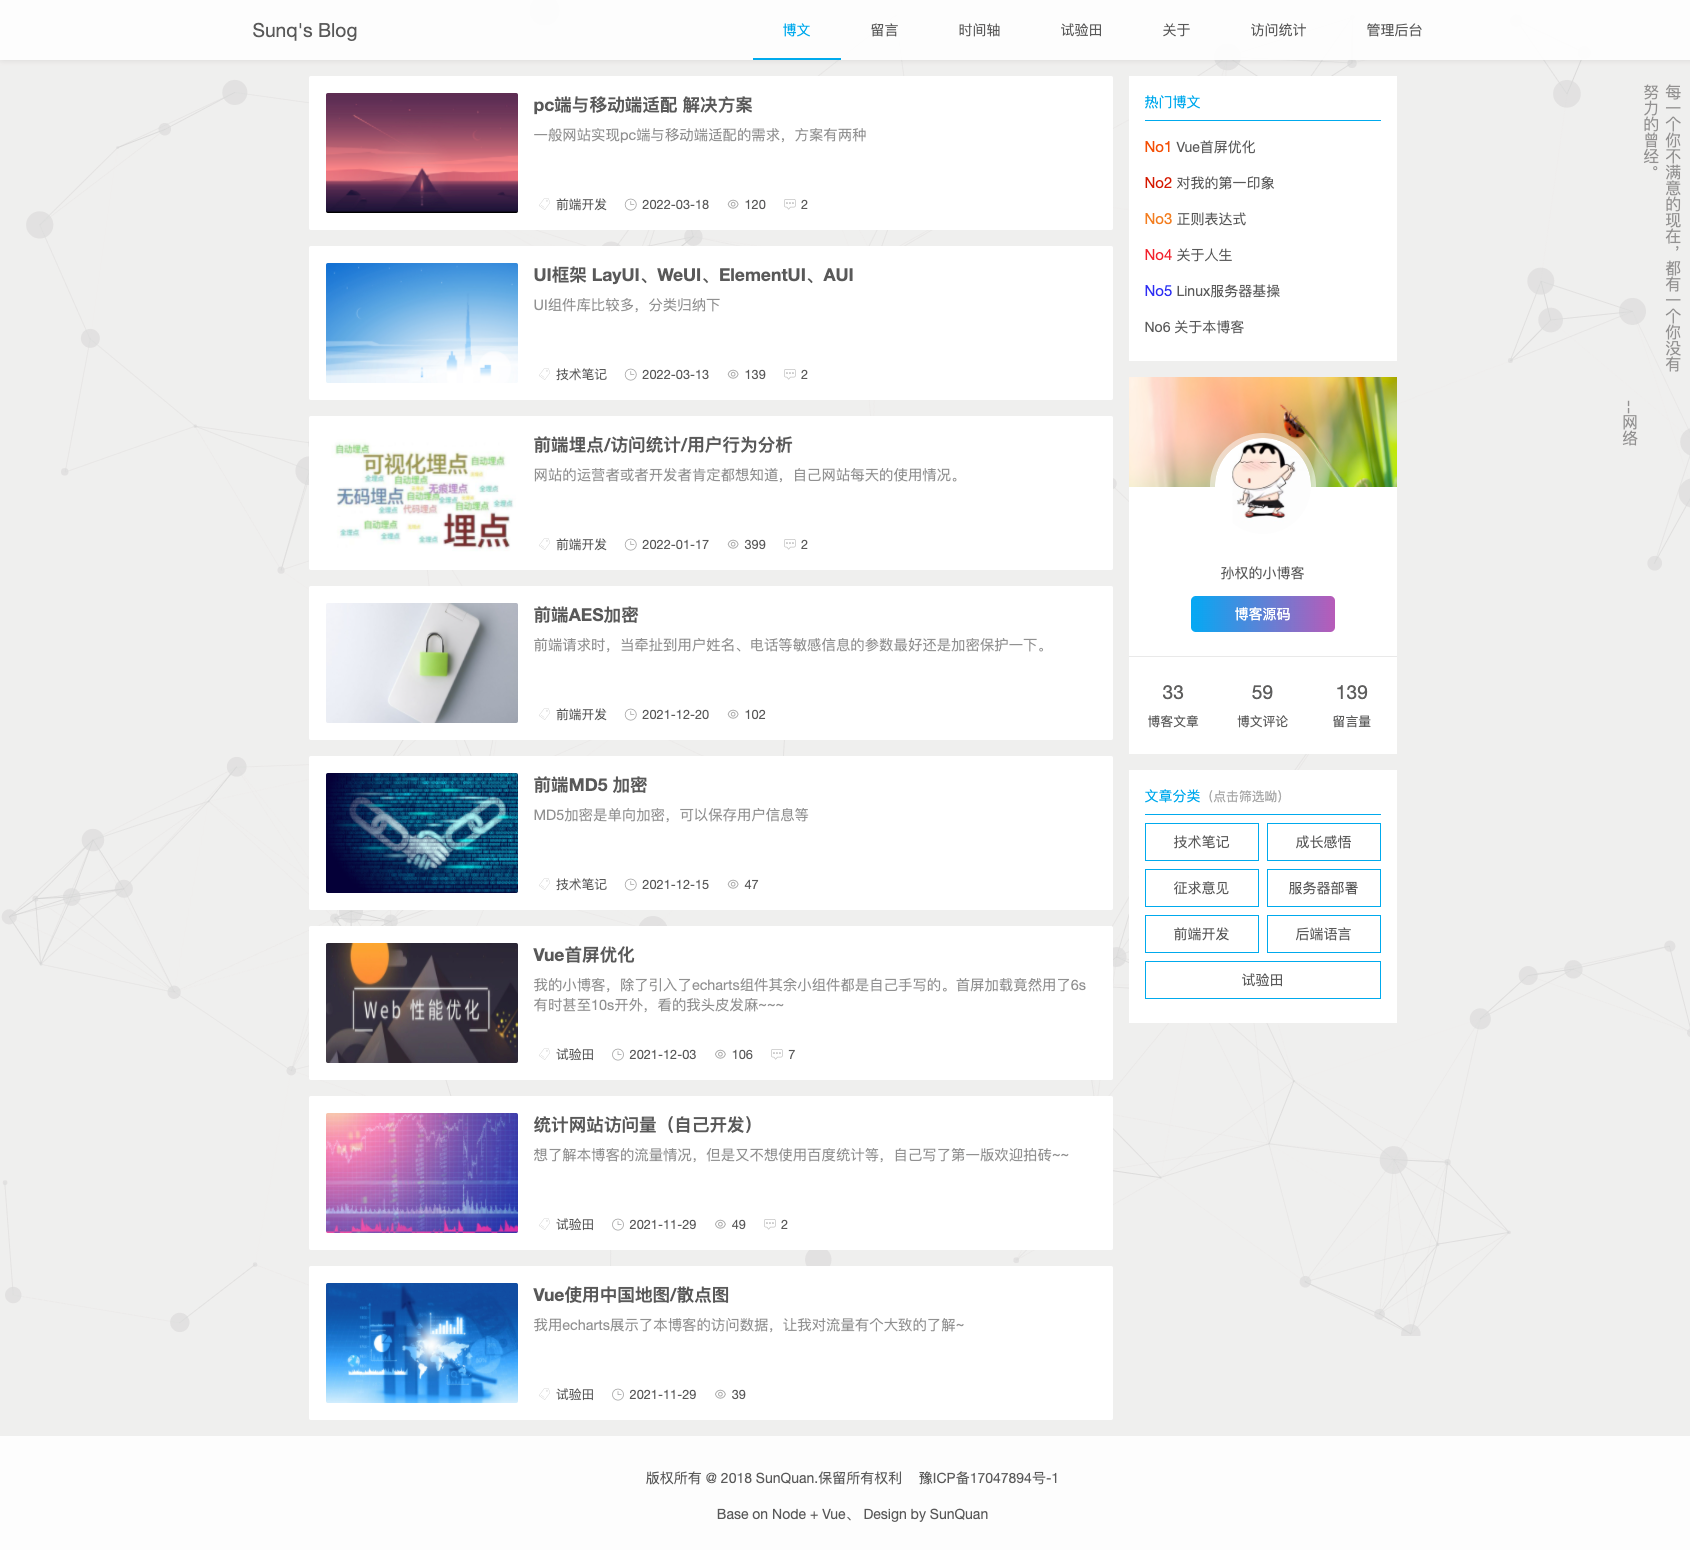 Sunq's Blog
博文
留言
时间轴
试验田
关于
访问统计
管理后台
pc端与移动端适配 解决方案
一般网站实现pc端与移动端适配的需求，方案有两种
前端开发 2022-03-18 120 2
UI框架 LayUI、WeUI、ElementUI、AUI
UI组件库比较多，分类归纳下
技术笔记 2022-03-13 139 2
自动埋点
可视化埋点 自动埋点
无码埋点 自动埋点 无痕埋点
代码埋点 自动埋点
自动埋点
埋点
前端埋点/访问统计/用户行为分析
网站的运营者或者开发者肯定都想知道，自己网站每天的使用情况。
前端开发 2022-01-17 399 2
前端AES加密
前端请求时，当牵扯到用户姓名、电话等敏感信息的参数最好还是加密保护一下。
前端开发 2021-12-20 102
前端MD5 加密
MD5加密是单向加密，可以保存用户信息等
技术笔记 2021-12-15 47
Web 性能优化
Vue首屏优化
我的小博客，除了引入了echarts组件其余小组件都是自己手写的。首屏加载竟然用了6s
有时甚至10s开外，看的我头皮发麻~~~
试验田 2021-12-03 106 7
统计网站访问量（自己开发）
想了解本博客的流量情况，但是又不想使用百度统计等，自己写了第一版欢迎拍砖~~
试验田 2021-11-29 49 2
Vue使用中国地图/散点图
我用echarts展示了本博客的访问数据，让我对流量有个大致的了解~
试验田 2021-11-29 39
热门博文
No1 Vue首屏优化
No2 对我的第一印象
No3 正则表达式
No4 关于人生
No5 Linux服务器基操
No6 关于本博客
孙权的小博客
博客源码
33
博客文章
59
博文评论
139
留言量
文章分类（点击筛选呦）
技术笔记
成长感悟
征求意见
服务器部署
前端开发
后端语言
试验田
每一个你不满意的现在，都有一个你没有
努力的曾经。
--网络
版权所有 @ 2018 SunQuan.保留所有权利 豫ICP备17047894号-1
Base on Node + Vue、 Design by SunQuan